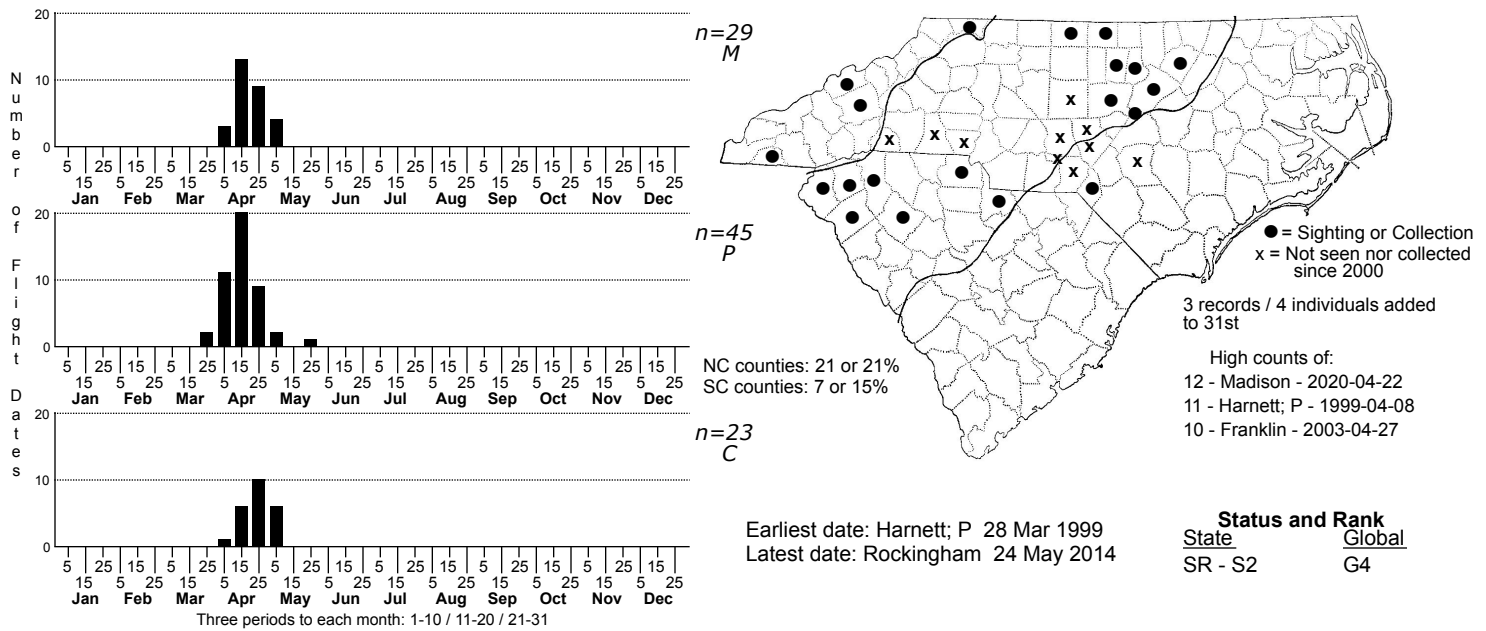 Number of Flight Dates
20
10
0
5 15 25 5 15 25 5 15 25 5 15 25 5 15 25 5 15 25 5 15 25 5 15 25 5 15 25 5 15 25 5 15 25 5 15 25
Jan Feb Mar Apr May Jun Jul Aug Sep Oct Nov Dec
n=29
M
20
10
0
5 15 25 5 15 25 5 15 25 5 15 25 5 15 25 5 15 25 5 15 25 5 15 25 5 15 25 5 15 25 5 15 25 5 15 25
Jan Feb Mar Apr May Jun Jul Aug Sep Oct Nov Dec
n=45
P
20
10
0
5 15 25 5 15 25 5 15 25 5 15 25 5 15 25 5 15 25 5 15 25 5 15 25 5 15 25 5 15 25 5 15 25 5 15 25
Jan Feb Mar Apr May Jun Jul Aug Sep Oct Nov Dec
n=23
C
Three periods to each month: 1-10 / 11-20 / 21-31
NC counties: 21 or 21%
SC counties: 7 or 15%
= Sighting or Collection
x = Not seen nor collected
since 2000
3 records / 4 individuals added
to 31st
High counts of:
12 - Madison - 2020-04-22
11 - Harnett; P - 1999-04-08
10 - Franklin - 2003-04-27
Earliest date: Harnett; P 28 Mar 1999
Latest date: Rockingham 24 May 2014
Status and Rank
State Global
SR - S2 G4